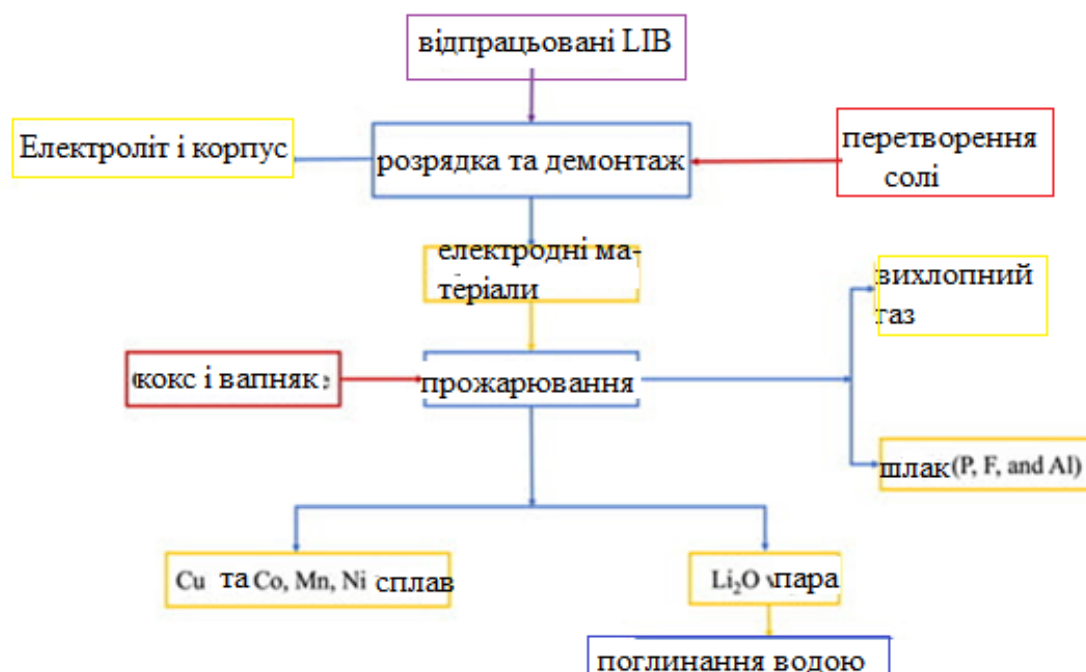 відпрацьовані LIB
Електроліт і корпус
розрядка та демонтаж
перетворення
солі
електродні ма-
теріали
вихлопний
газ
кокс і вапняк
прожарювання
шлак (P, F, and Al)
Cu та Co, Mn, Ni сплав
Li₂O пара
поглинання водою